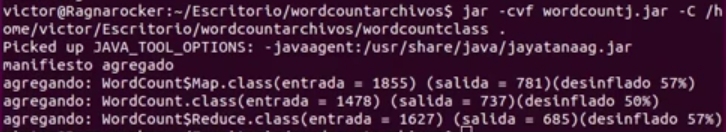 victor@Ragnarocker:~/Escritorio/wordcountarchivos$ jar -cvf wordcountj.jar -C /h
ome/victor/Escritorio/wordcountarchivos/wordcountclass .
Picked up JAVA_TOOL_OPTIONS: -javaagent:/usr/share/java/jayatanaag.jar
manifiesto agregado
agregando: WordCount$Map.class(entrada = 1855) (salida = 781)(desinflado 57%)
agregando: WordCount.class(entrada = 1478) (salida = 737)(desinflado 50%)
agregando: WordCount$Reduce.class(entrada = 1627) (salida = 685)(desinflado 57%)